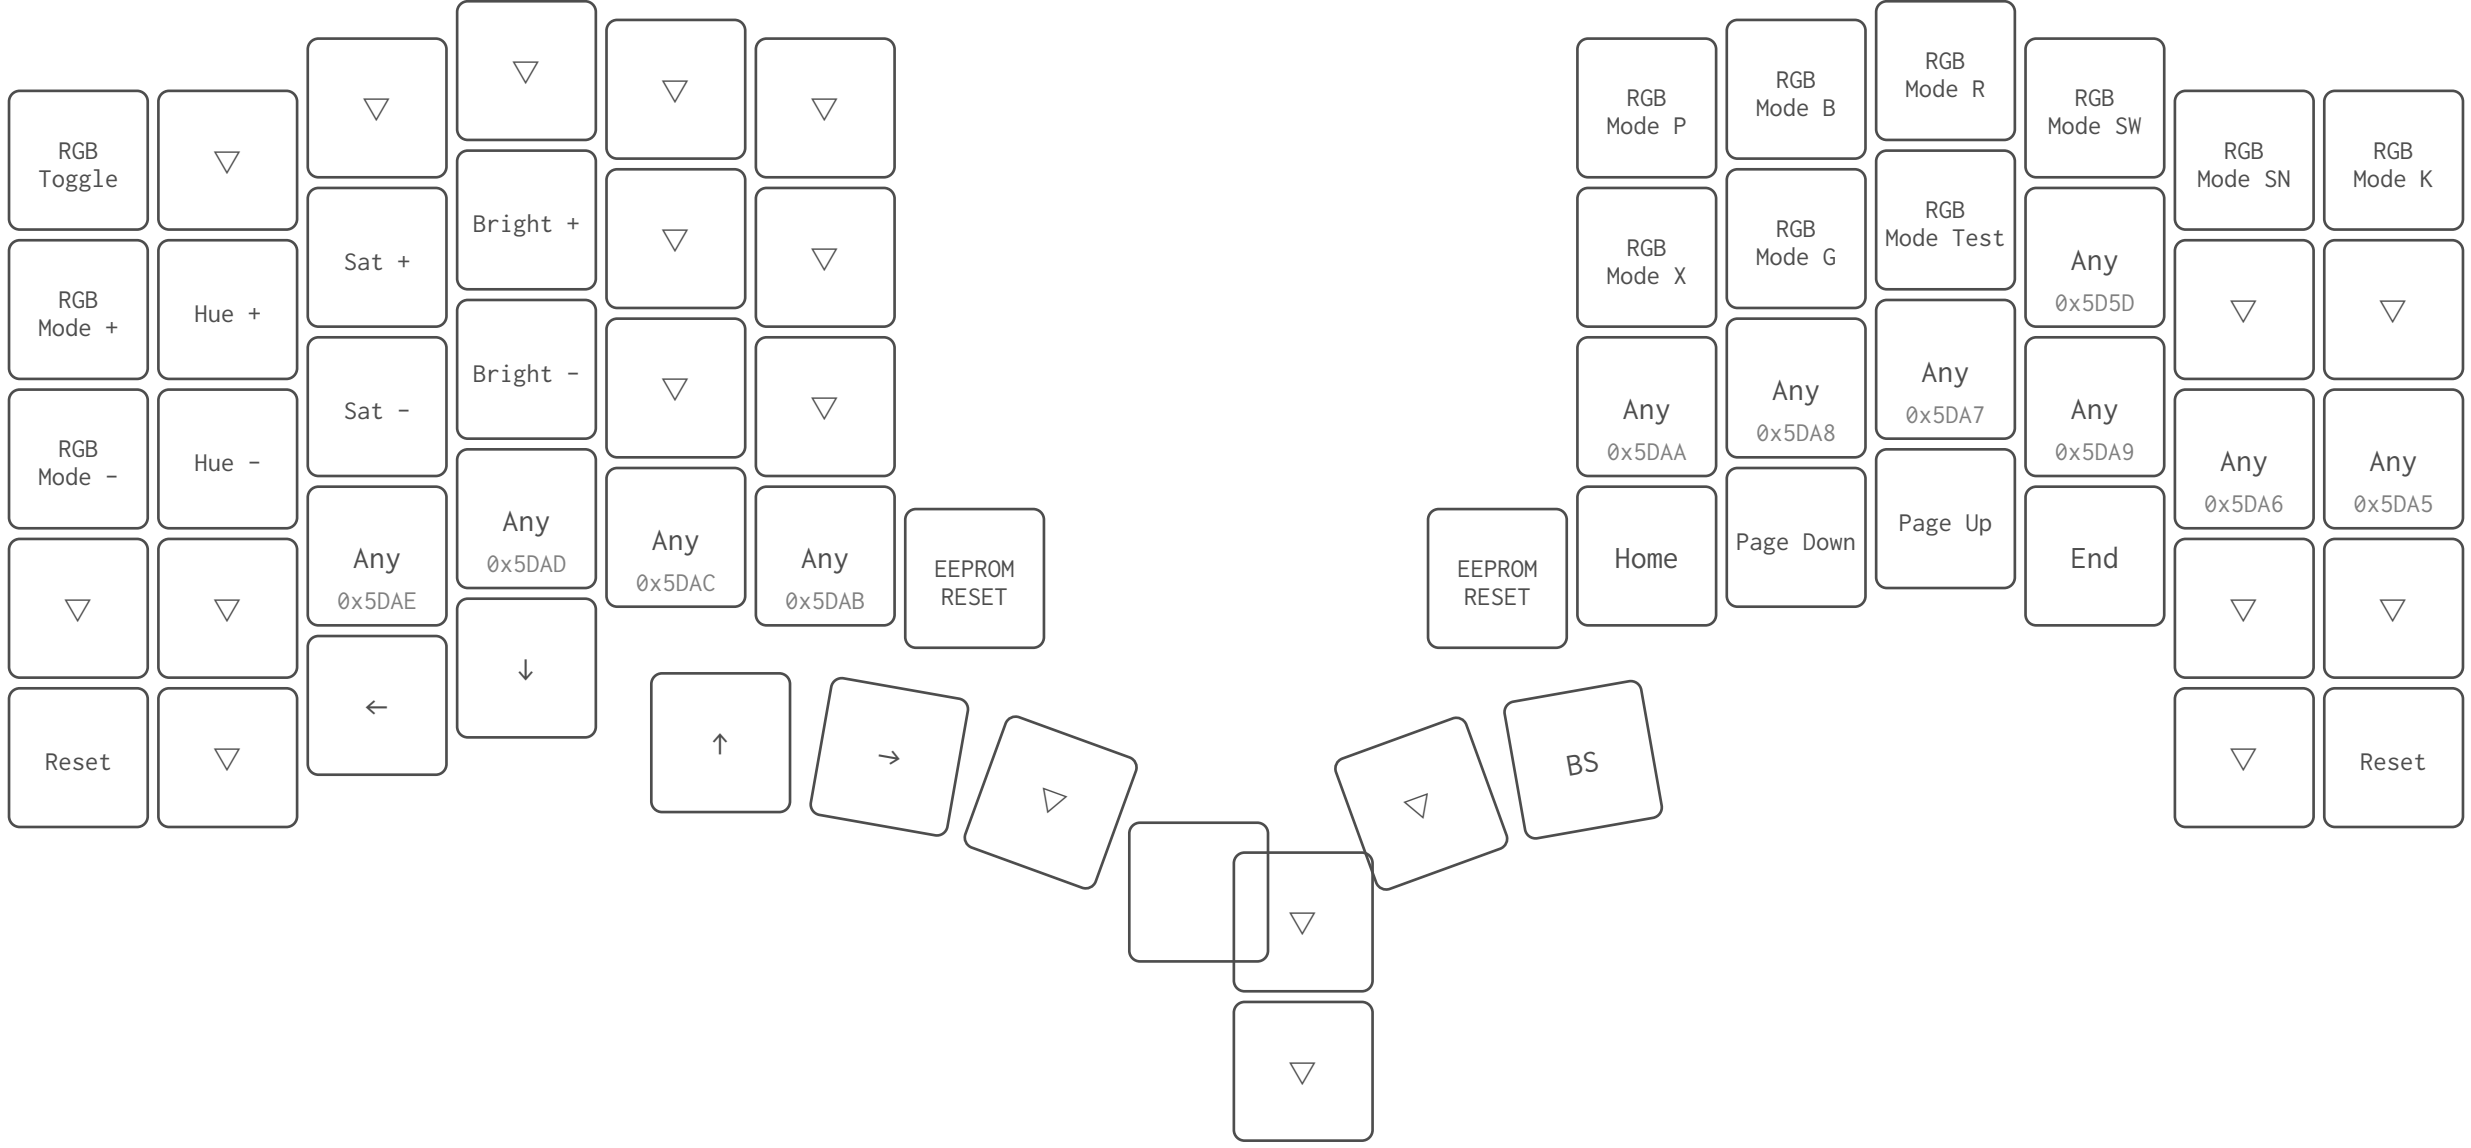 RGB
Toggle
▽
▽
▽
▽
▽
RGB
Mode +
Hue +
Sat +
Bright +
▽
▽
RGB
Mode -
Hue -
Sat -
Bright -
▽
▽
▽
▽
Any
0x5DAE
Any
0x5DAD
Any
0x5DAC
Any
0x5DAB
EEPROM
RESET
Reset
▽
←
↓
↑
→
▽
RGB
Mode P
RGB
Mode B
RGB
Mode R
RGB
Mode SW
RGB
Mode SN
RGB
Mode K
RGB
Mode X
RGB
Mode G
RGB
Mode Test
Any
0x5D5D
▽
▽
Any
0x5DAA
Any
0x5DA8
Any
0x5DA7
Any
0x5DA9
Any
0x5DA6
Any
0x5DA5
EEPROM
RESET
Home
Page Down
Page Up
End
▽
▽
▽
BS
▽
Reset
▽
▽